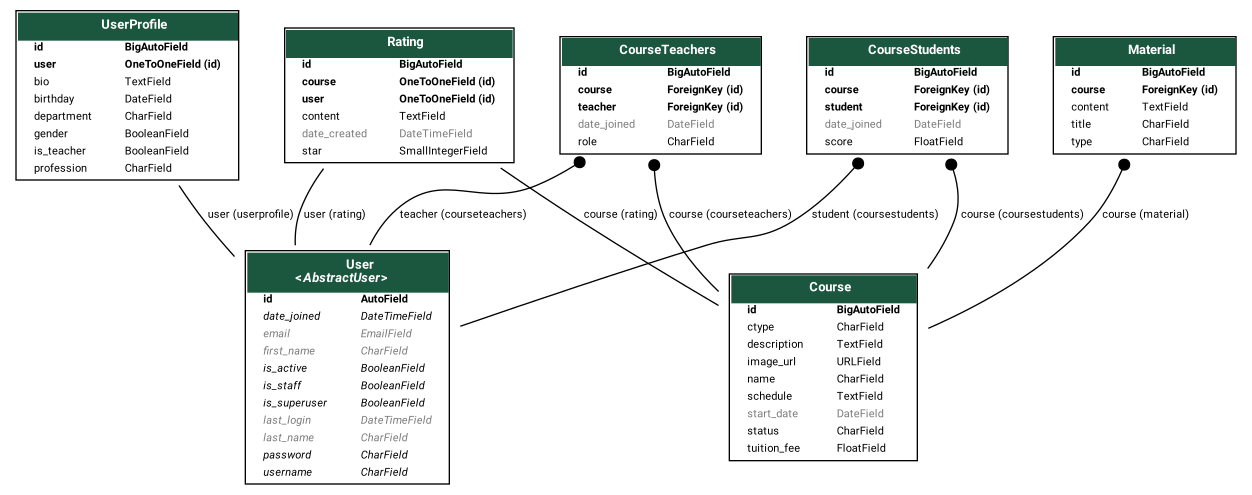 UserProfile
id BigAutoField
user OneToOneField (id)
bio TextField
birthday DateField
department CharField
gender BooleanField
is_teacher BooleanField
profession CharField
Rating
id BigAutoField
course OneToOneField (id)
user OneToOneField (id)
content TextField
date_created DateTimeField
star SmallIntegerField
CourseTeachers
id BigAutoField
course ForeignKey (id)
teacher ForeignKey (id)
date_joined DateField
role CharField
CourseStudents
id BigAutoField
course ForeignKey (id)
student ForeignKey (id)
date_joined DateField
score FloatField
Material
id BigAutoField
course ForeignKey (id)
content TextField
title CharField
type CharField
user (userprofile)
user (rating)
teacher (courseteachers)
course (rating)
course (courseteachers)
student (coursestudents)
course (coursestudents)
course (material)
User
<AbstractUser>
id AutoField
date_joined DateTimeField
email EmailField
first_name CharField
is_active BooleanField
is_staff BooleanField
is_superuser BooleanField
last_login DateTimeField
last_name CharField
password CharField
username CharField
Course
id BigAutoField
ctype CharField
description TextField
image_url URLField
name CharField
schedule TextField
start_date DateField
status CharField
tuition_fee FloatField